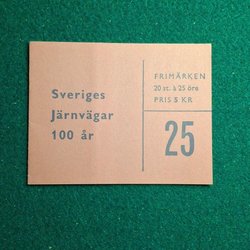 Sveriges
Järnvägar
100 år
FRIMÄRKEN
20 st. à 25 öre
PRIS 5 KR
25